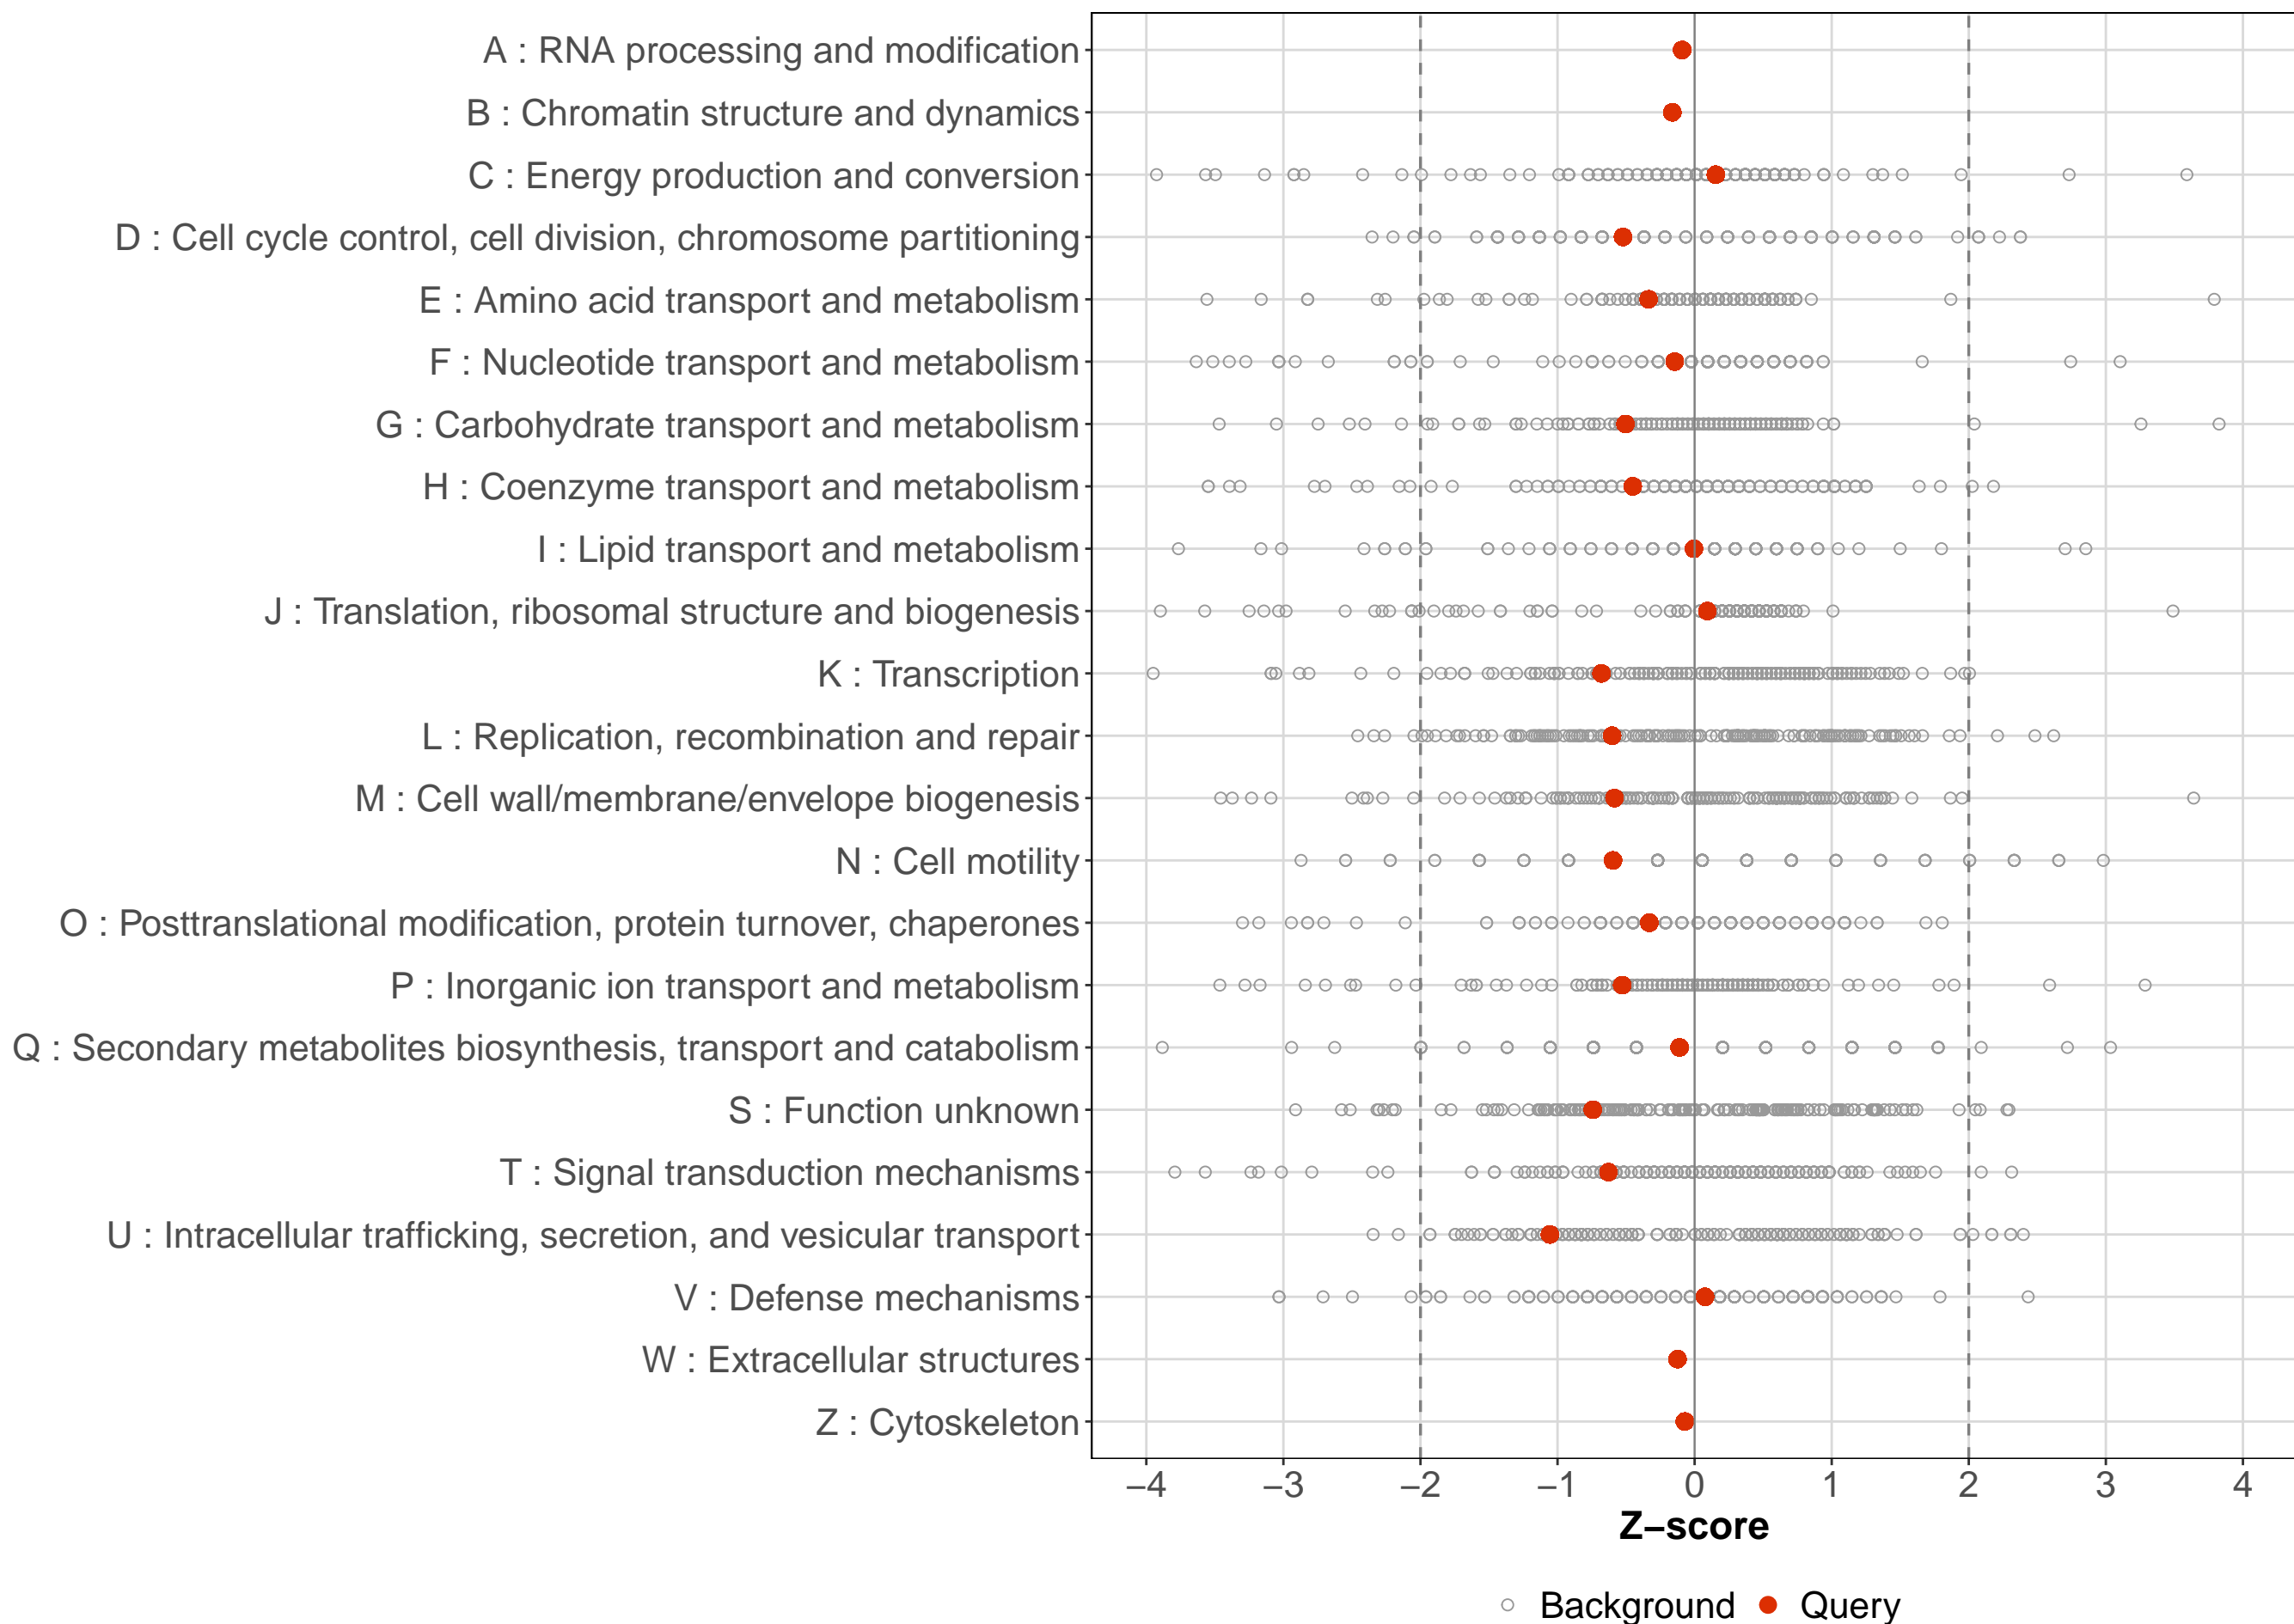 A : RNA processing and modification
B : Chromatin structure and dynamics
C : Energy production and conversion
D : Cell cycle control, cell division, chromosome partitioning
E : Amino acid transport and metabolism
F : Nucleotide transport and metabolism
G : Carbohydrate transport and metabolism
H : Coenzyme transport and metabolism
I : Lipid transport and metabolism
J : Translation, ribosomal structure and biogenesis
K : Transcription
L : Replication, recombination and repair
M : Cell wall/membrane/envelope biogenesis
N : Cell motility
O : Posttranslational modification, protein turnover, chaperones
P : Inorganic ion transport and metabolism
Q : Secondary metabolites biosynthesis, transport and catabolism
S : Function unknown
T : Signal transduction mechanisms
U : Intracellular trafficking, secretion, and vesicular transport
V : Defense mechanisms
W : Extracellular structures
Z : Cytoskeleton
−4 −3 −2 −1 0 1 2 3 4
Z−score
Background Query